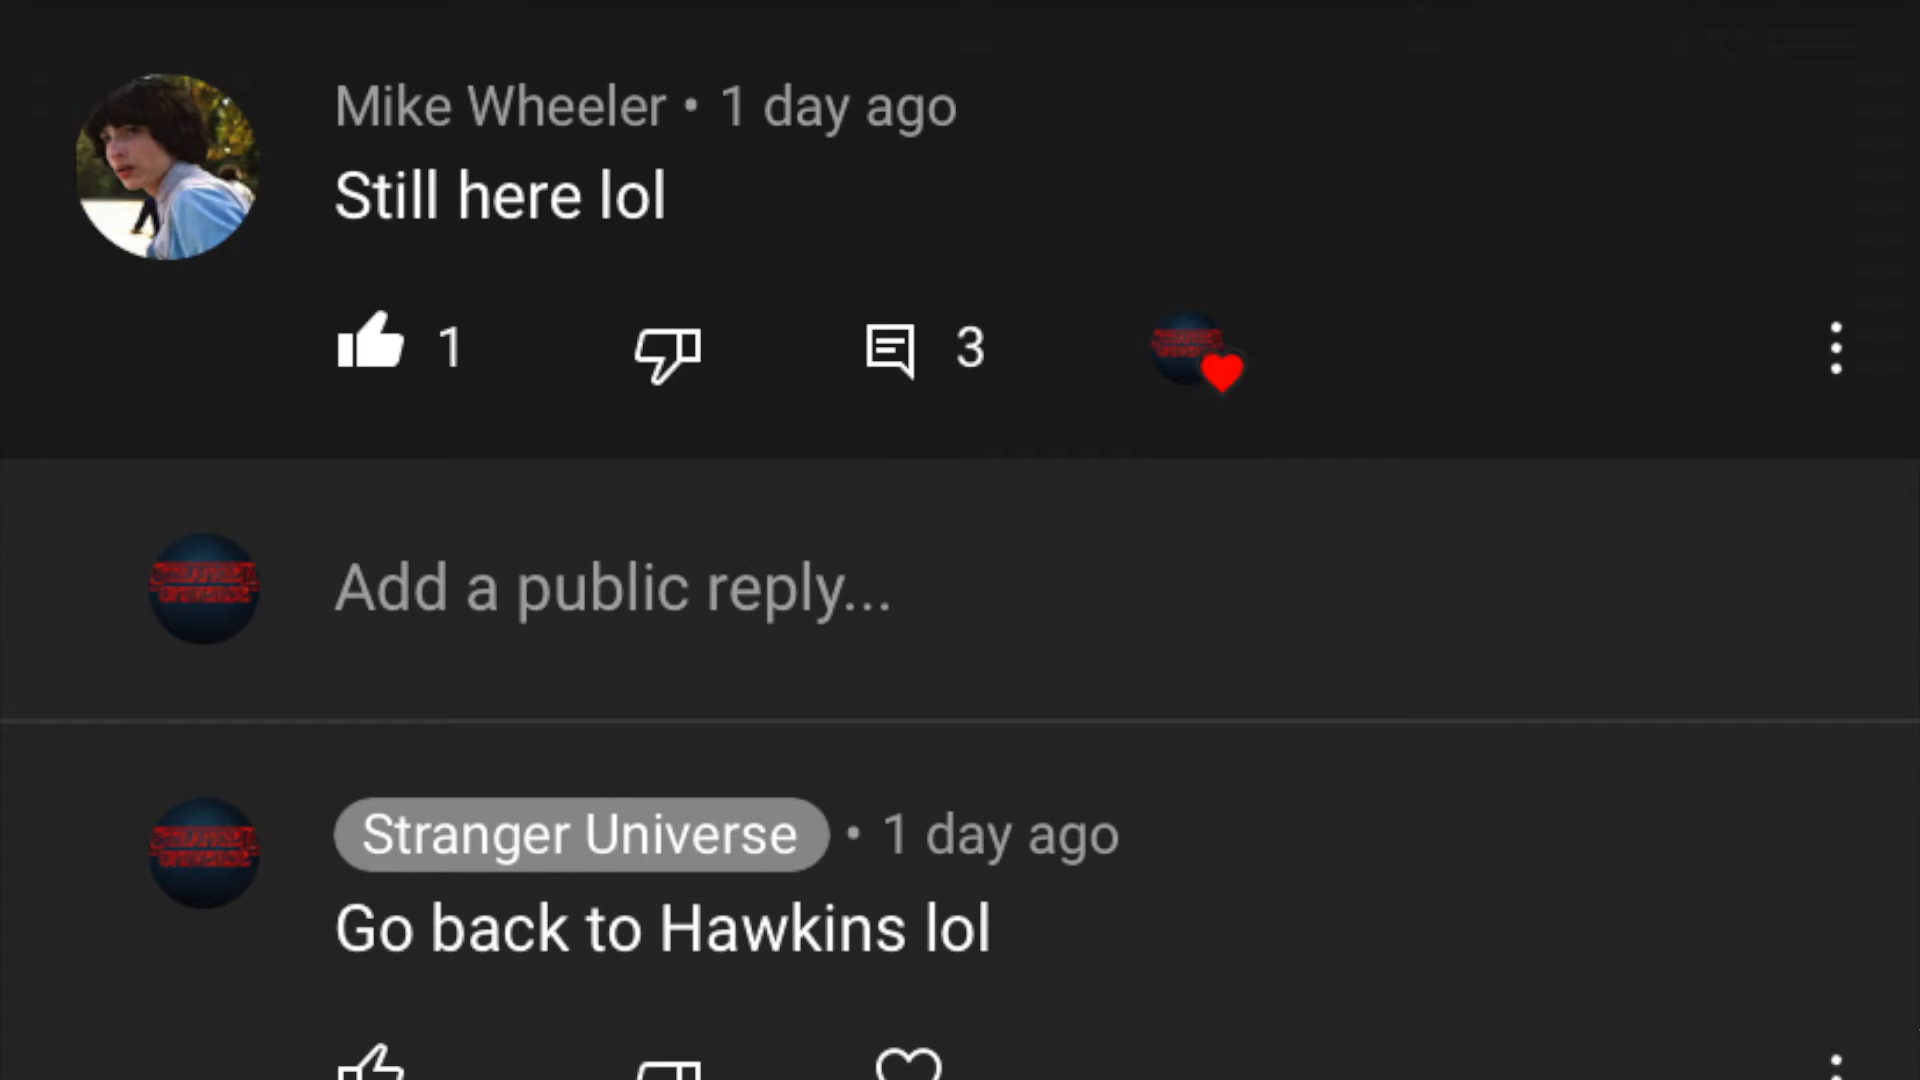 Mike Wheeler • 1 day ago
Still here lol
1 3
Add a public reply...
Stranger Universe • 1 day ago
Go back to Hawkins lol